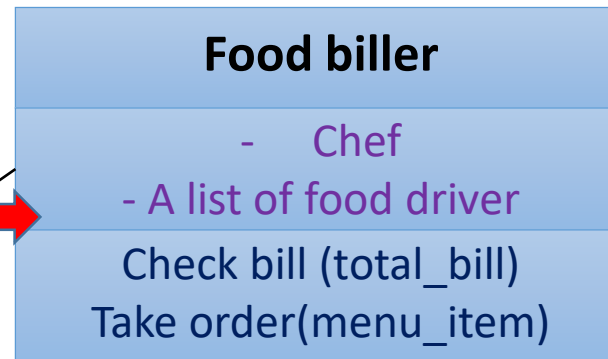 Food biller
- Chef
- A list of food driver
Check bill (total_bill)
Take order(menu_item)